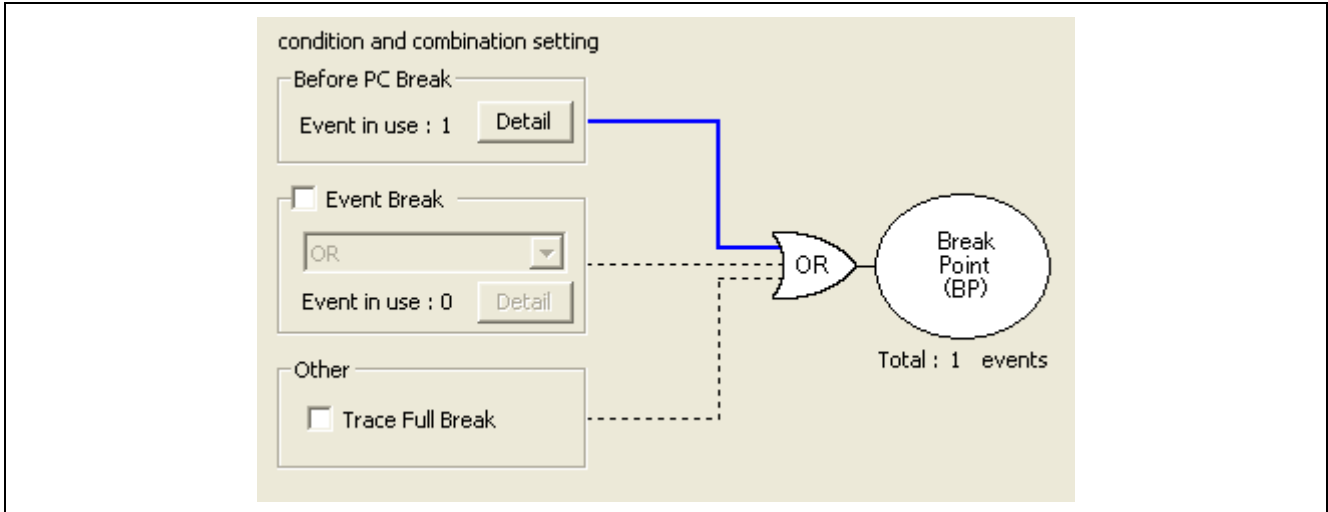 condition and combination setting
Before PC Break
Event in use : 1 Detail
Event Break
OR
Event in use : 0 Detail
Other
Trace Full Break
OR
Break
Point
(BP)
Total : 1 events